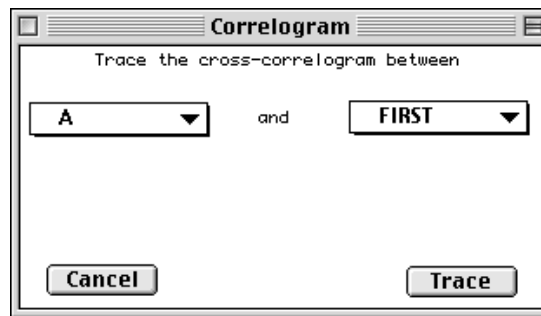 Correlogram
Trace the cross-correlogram between
A and FIRST
Cancel Trace